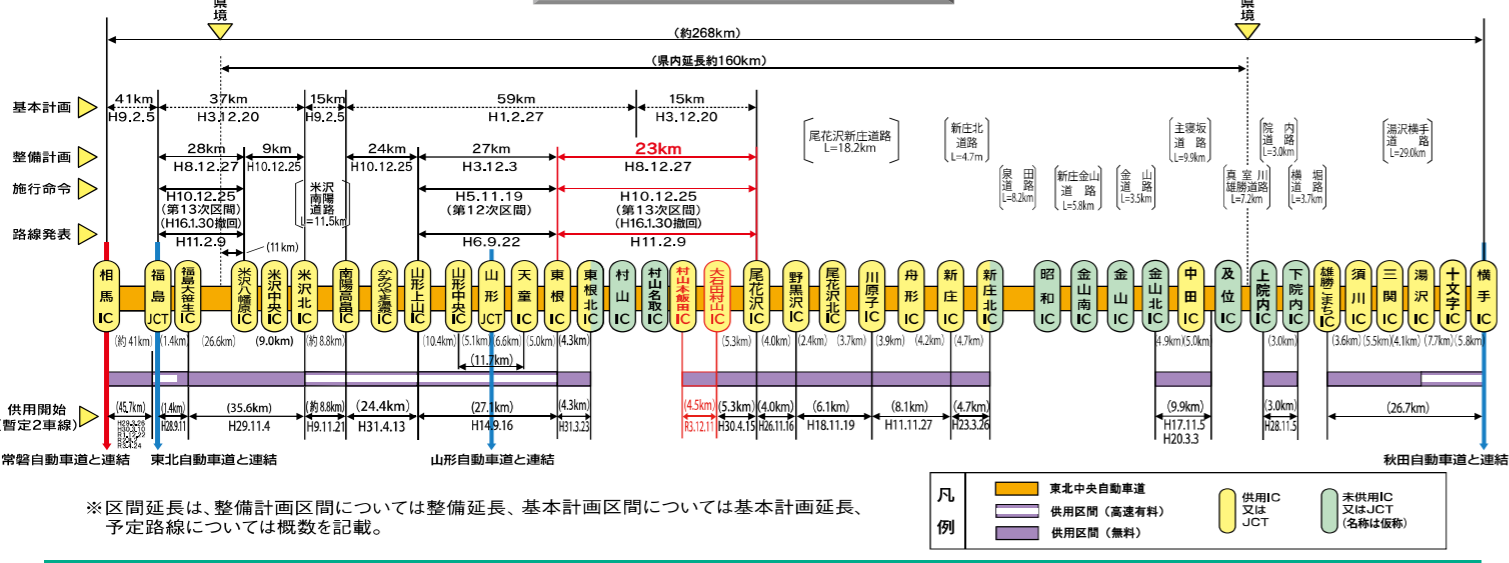 県境
県境
(約268km)
(県内延長約160km)
基本計画
41km
H9.2.5
37km
H3.12.20
15km
H9.2.5
59km
H1.2.27
15km
H3.12.20
整備計画
28km
H8.12.27
9km
H10.12.25
24km
H10.12.25
27km
H3.12.3
23km
H8.12.27
施行命令
H10.12.25
(第13次区間)
(H16.1.30撤回)
H5.11.19
(第12次区間)
H10.12.25
(第13次区間)
(H16.1.30撤回)
路線発表
H11.2.9
H6.9.22
H11.2.9
(11km)
米沢南陽道路
L=11.5km
尾花沢新庄道路
L=18.2km
新庄北道路
L=4.7m
泉田道路
L=8.2km
新庄金山道路
L=5.8km
金山道路
L=3.5km
主寝坂道路
L=9.9km
真室川雄勝道路
L=7.2km
院内道路
L=3.0km
横堀道路
L=3.7km
湯沢横手道路
L=29.0km
相馬IC
福島JCT
福島大笹生IC
米沢八幡原IC
米沢中央IC
米沢北IC
南陽高畠IC
かみのやま温泉IC
山形上山IC
山形中央IC
山形JCT
天童IC
東根IC
東根北IC
村山IC
村山名取IC
村山本飯田IC
大石田村山IC
尾花沢IC
野黒沢IC
尾花沢北IC
川原子IC
舟形IC
新庄IC
新庄北IC
昭和IC
金山南IC
金山IC
金山北IC
中田IC
及位IC
上院内IC
下院内IC
雄勝こまちIC
須川IC
三関IC
湯沢IC
十文字IC
横手IC
(約41km)
(1.4km)
(26.6km)
(9.0km)
(約8.8km)
(10.4km)
(5.1km)
(6.6km)
(5.0km)
(4.3km)
(5.3km)
(4.0km)
(2.4km)
(3.7km)
(3.9km)
(4.2km)
(4.7km)
4.9km)
(5.0km)
(3.0km)
(3.6km)
(5.5km)
(4.1km)
(7.7km)
(5.8km)
(11.7km)
供用開始
(暫定2車線)
(45.7km)
(1.4km)
H28.9.11
(35.6km)
H29.11.4
(約8.8km)
H9.11.21
(24.4km)
H31.4.13
(27.1km)
H14.9.16
(4.3km)
H31.3.23
(4.5km)
R3.12.11
(5.3km)
H30.4.15
(4.0km)
H26.11.16
(6.1km)
H18.11.19
(8.1km)
H11.11.27
(4.7km)
H23.3.26
(9.9km)
H17.11.5
H20.3.3
(3.0km)
H28.11.5
(26.7km)
常磐自動車道と連結
東北自動車道と連結
山形自動車道と連結
秋田自動車道と連結
※区間延長は、整備計画区間については整備延長、基本計画区間については基本計画延長、
予定路線については概数を記載。
凡例
東北中央自動車道
供用区間（高速有料）
供用区間（無料）
供用IC
又は
JCT
未供用IC
又はJCT
(名称は仮称)